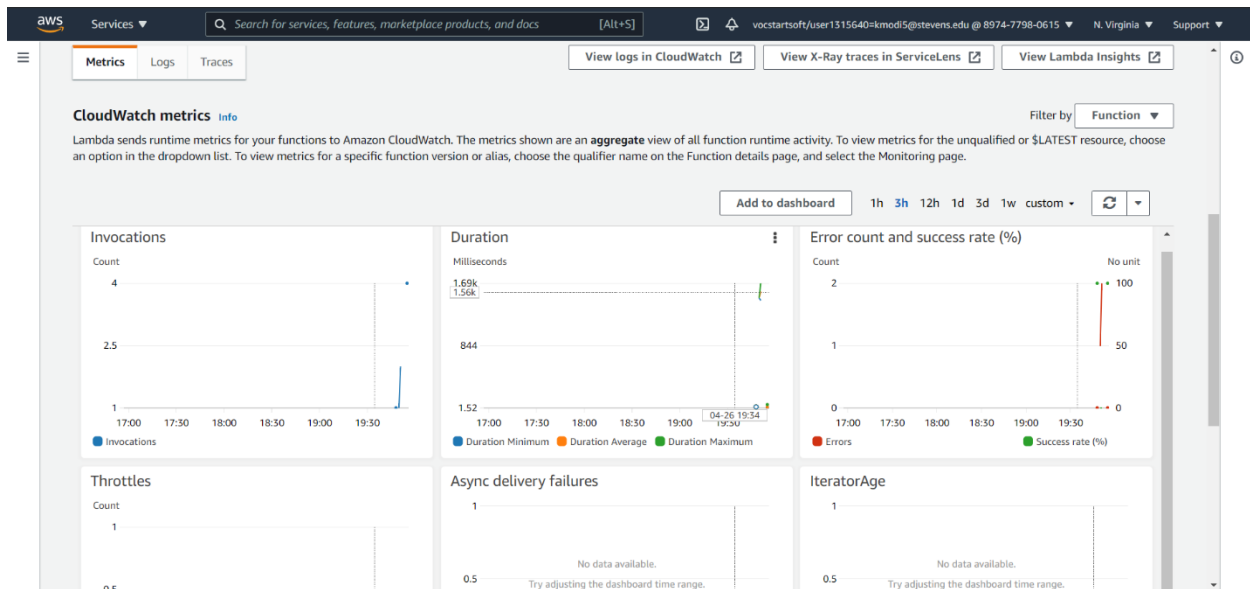 aws Services ▼ Search for services, features, marketplace products, and docs [Alt+S] vocstartsoft/user1315640=kmodi5@stevens.edu @ 8974-7798-0615 ▼ N. Virginia ▼ Support ▼
Metrics Logs Traces View logs in CloudWatch View X-Ray traces in ServiceLens View Lambda Insights
CloudWatch metrics Info Filter by Function ▼
Lambda sends runtime metrics for your functions to Amazon CloudWatch. The metrics shown are an aggregate view of all function runtime activity. To view metrics for the unqualified or $LATEST resource, choose
an option in the dropdown list. To view metrics for a specific function version or alias, choose the qualifier name on the Function details page, and select the Monitoring page.
Add to dashboard 1h 3h 12h 1d 3d 1w custom
Invocations
Count
4
2.5
1
17:00 17:30 18:00 18:30 19:00 19:30
Invocations
Duration
Milliseconds
1.69k
1.56k
844
1.52
04-26 19:34
17:00 17:30 18:00 18:30 19:00 19:30
Duration Minimum Duration Average Duration Maximum
Error count and success rate (%)
Count No unit
2 100
1 50
0 0
17:00 17:30 18:00 18:30 19:00 19:30
Errors Success rate (%)
Throttles
Count
1
0.5
Async delivery failures
1
No data available.
0.5 Try adjusting the dashboard time range.
IteratorAge
1
No data available.
0.5 Try adjusting the dashboard time range.